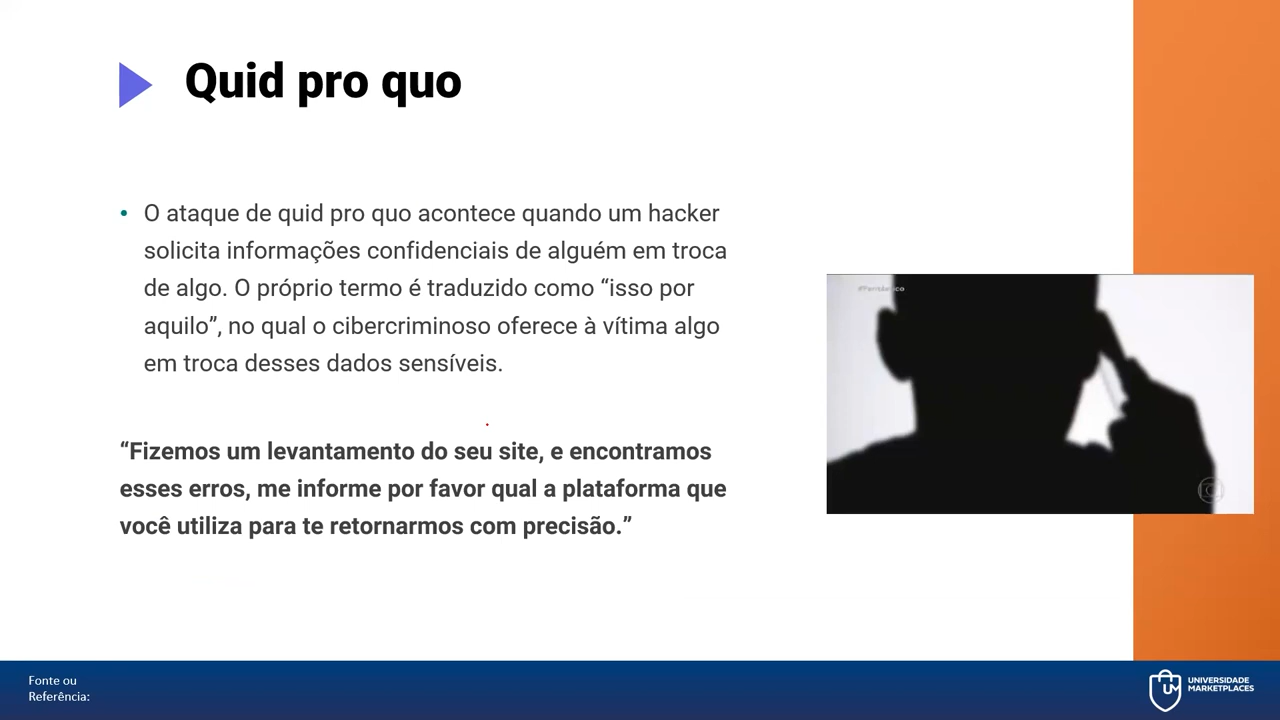 Quid pro quo
• O ataque de quid pro quo acontece quando um hacker
solicita informações confidenciais de alguém em troca
de algo. O próprio termo é traduzido como “isso por
aquilo”, no qual o cibercriminoso oferece à vítima algo
em troca desses dados sensíveis.
“Fizemos um levantamento do seu site, e encontramos
esses erros, me informe por favor qual a plataforma que
você utiliza para te retornarmos com precisão.”
Fonte ou
Referência:
UM
UNIVERSIDADE
MARKETPLACES